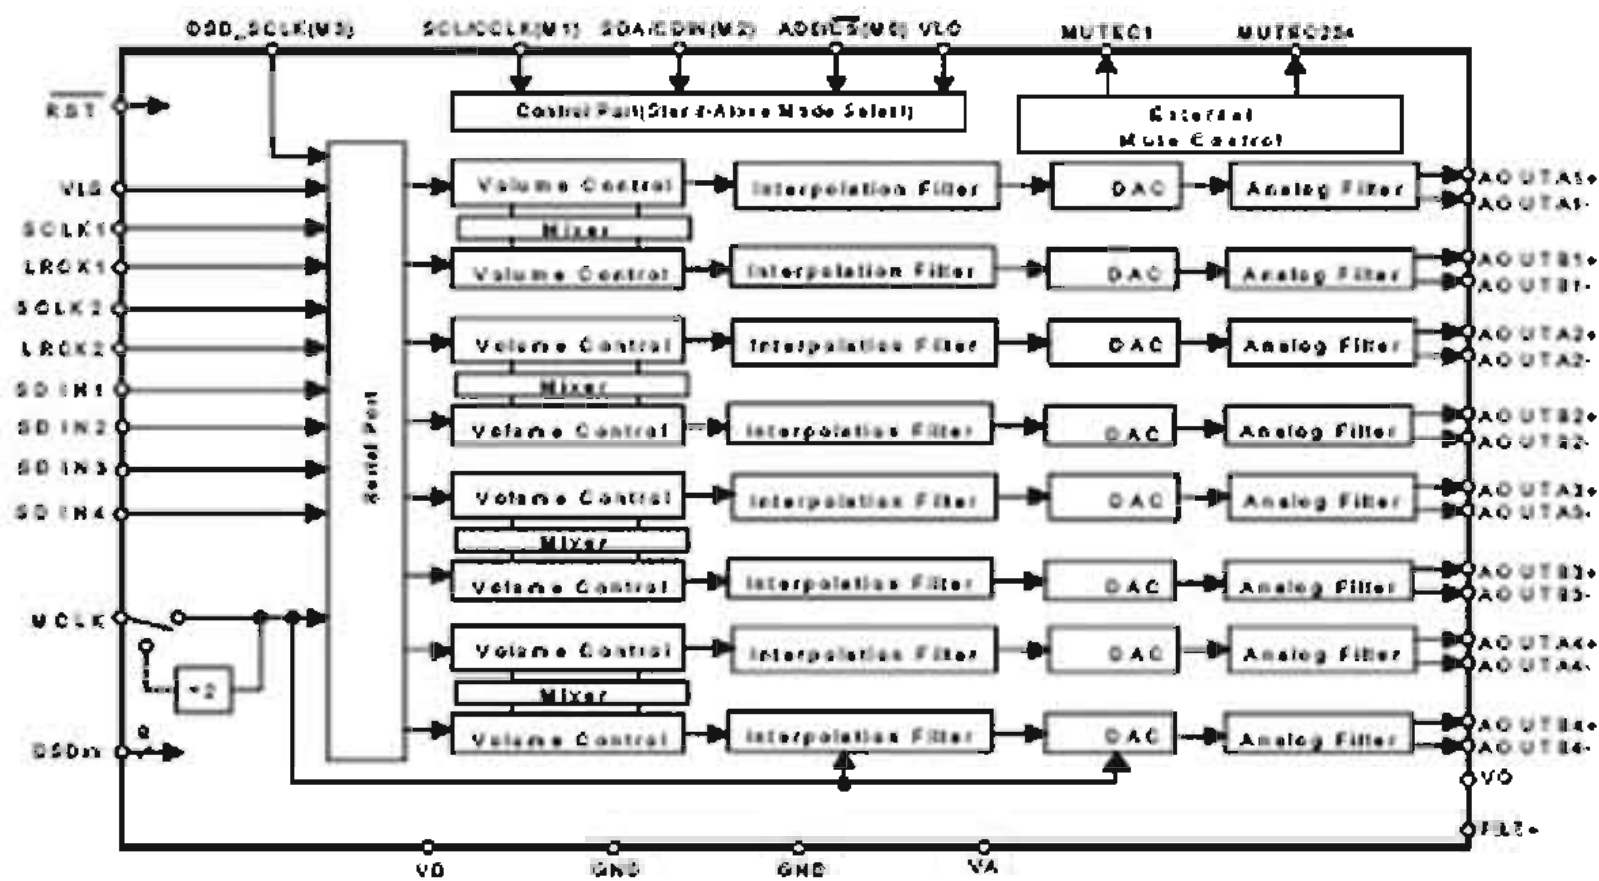 DSD_SCLK(M3) SCL/CCLK(M1) SDA/CDIN(M2) AD0/CS(M0) VLC MUTEC1 MUTEC234
RST
Control Port(Stand-Alone Mode Select)
External
Mute Control
VLS
SCLK1
LRCK1
SCLK2
LRCK2
SDIN1
SDIN2
SDIN3
SDIN4
MCLK
÷2
Serial Port
Volume Control Interpolation Filter DAC Analog Filter AOUTA1+
AOUTA1-
Mixer
Volume Control Interpolation Filter DAC Analog Filter AOUTB1+
AOUTB1-
Volume Control Interpolation Filter DAC Analog Filter AOUTA2+
AOUTA2-
Mixer
Volume Control Interpolation Filter DAC Analog Filter AOUTB2+
AOUTB2-
Volume Control Interpolation Filter DAC Analog Filter AOUTA3+
AOUTA3-
Mixer
Volume Control Interpolation Filter DAC Analog Filter AOUTB3+
AOUTB3-
Volume Control Interpolation Filter DAC Analog Filter AOUTA4+
AOUTA4-
Mixer
Volume Control Interpolation Filter DAC Analog Filter AOUTB4+
AOUTB4-
8
VQ
FILT+
VD GND GND VA